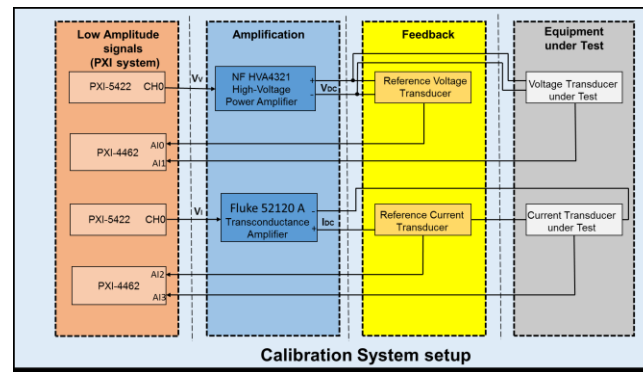 Low Amplitude
signals
(PXI system)
Amplification
Feedback
Equipment
under Test
PXI-5422 CH0
VV
NF HVA4321
High-Voltage
Power Amplifier
+
-
VDC
Reference Voltage
Transducer
Voltage Transducer
under Test
PXI-4462
AI0
AI1
PXI-5422 CH0
VI
Fluke 52120 A
Transconductance
Amplifier
-
+
IDC
Reference Current
Transducer
Current Transducer
under Test
PXI-4462
AI2
AI3
Calibration System setup